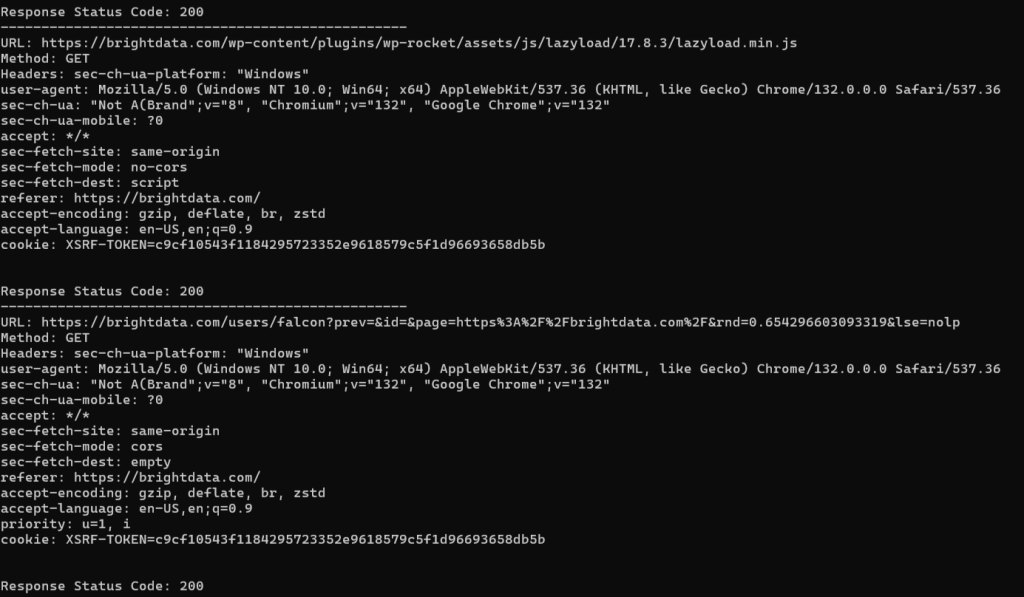 Response Status Code: 200
--------------------------------------------------
URL: https://brightdata.com/wp-content/plugins/wp-rocket/assets/js/lazyload/17.8.3/lazyload.min.js
Method: GET
Headers: sec-ch-ua-platform: "Windows"
user-agent: Mozilla/5.0 (Windows NT 10.0; Win64; x64) AppleWebKit/537.36 (KHTML, like Gecko) Chrome/132.0.0.0 Safari/537.36
sec-ch-ua: "Not A(Brand";v="8", "Chromium";v="132", "Google Chrome";v="132"
sec-ch-ua-mobile: ?0
accept: */*
sec-fetch-site: same-origin
sec-fetch-mode: no-cors
sec-fetch-dest: script
referer: https://brightdata.com/
accept-encoding: gzip, deflate, br, zstd
accept-language: en-US,en;q=0.9
cookie: XSRF-TOKEN=c9cf10543f1184295723352e9618579c5f1d96693658db5b
Response Status Code: 200
--------------------------------------------------
URL: https://brightdata.com/users/falcon?prev=&id=&page=https%3A%2F%2Fbrightdata.com%2F&rnd=0.654296603093319&lse=nolp
Method: GET
Headers: sec-ch-ua-platform: "Windows"
user-agent: Mozilla/5.0 (Windows NT 10.0; Win64; x64) AppleWebKit/537.36 (KHTML, like Gecko) Chrome/132.0.0.0 Safari/537.36
sec-ch-ua: "Not A(Brand";v="8", "Chromium";v="132", "Google Chrome";v="132"
sec-ch-ua-mobile: ?0
accept: */*
sec-fetch-site: same-origin
sec-fetch-mode: cors
sec-fetch-dest: empty
referer: https://brightdata.com/
accept-encoding: gzip, deflate, br, zstd
accept-language: en-US,en;q=0.9
priority: u=1, i
cookie: XSRF-TOKEN=c9cf10543f1184295723352e9618579c5f1d96693658db5b
Response Status Code: 200